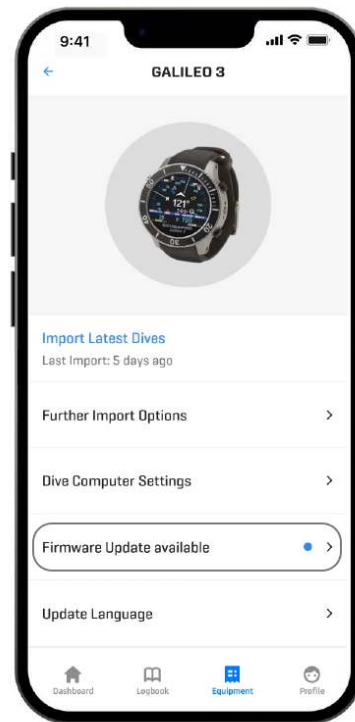 9:41
GALILEO 3
121°
Import Latest Dives
Last Import: 5 days ago
Further Import Options
Dive Computer Settings
Firmware Update available
Update Language
Dashboard
Logbook
Equipment
Profile